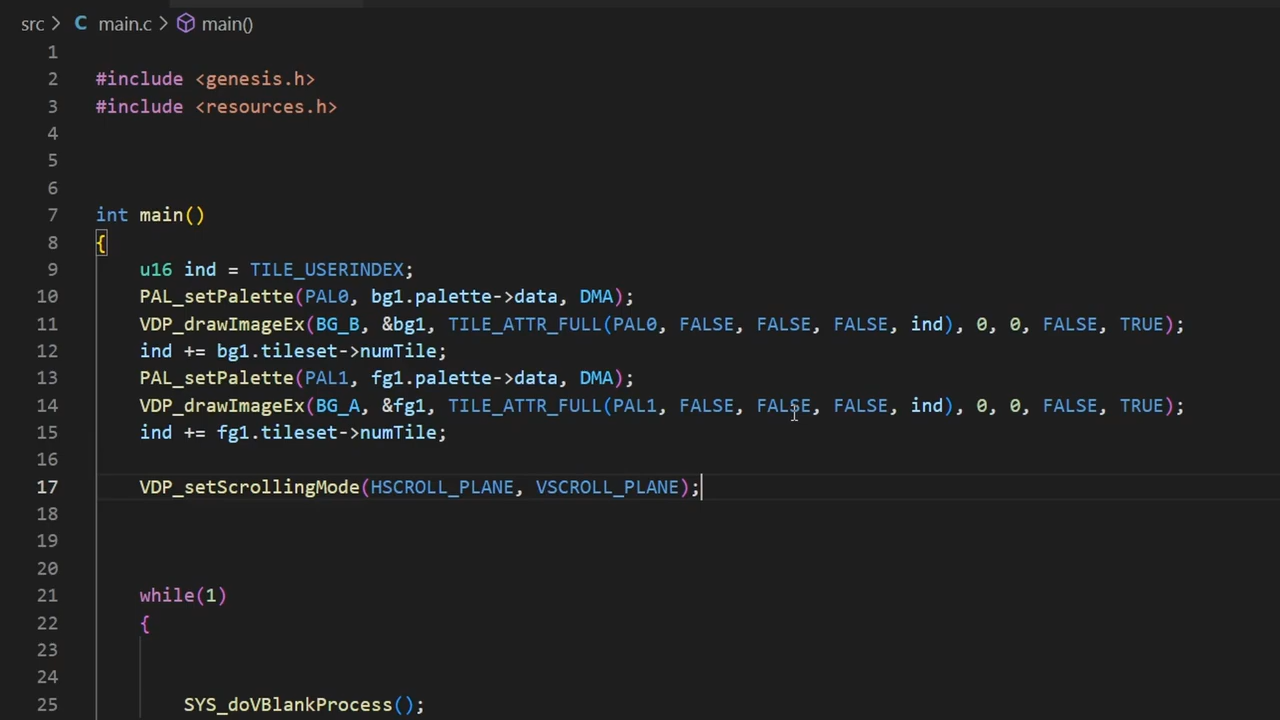 src > C main.c > main()
1
2 #include <genesis.h>
3 #include <resources.h>
4
5
6
7 int main()
8 {
9 u16 ind = TILE_USERINDEX;
10 PAL_setPalette(PAL0, bg1.palette->data, DMA);
11 VDP_drawImageEx(BG_B, &bg1, TILE_ATTR_FULL(PAL0, FALSE, FALSE, FALSE, ind), 0, 0, FALSE, TRUE);
12 ind += bg1.tileset->numTile;
13 PAL_setPalette(PAL1, fg1.palette->data, DMA);
14 VDP_drawImageEx(BG_A, &fg1, TILE_ATTR_FULL(PAL1, FALSE, FALSE, FALSE, ind), 0, 0, FALSE, TRUE);
15 ind += fg1.tileset->numTile;
16
17 VDP_setScrollingMode(HSCROLL_PLANE, VSCROLL_PLANE);
18
19
20
21 while(1)
22 {
23
24
25 SYS_doVBlankProcess();